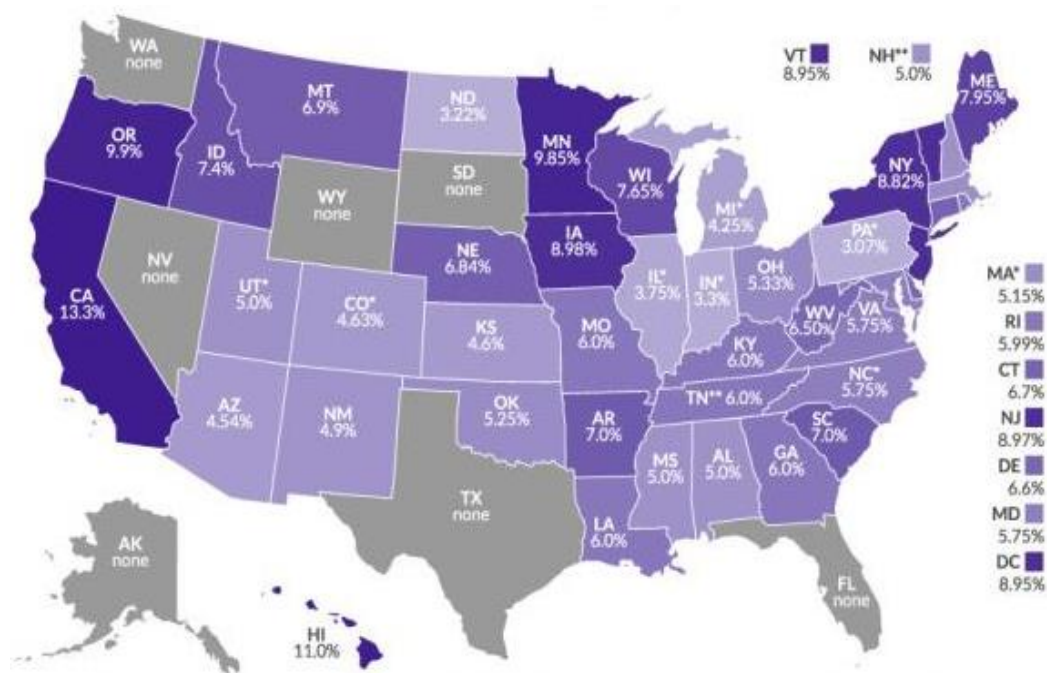 WA
none
MT
6.9%
ND
3.22%
MN
9.85%
VT
8.95%
NH**
5.0%
ME
7.95%
OR
9.9%
ID
7.4%
SD
none
WI
7.65%
NY
8.82%
WY
none
MI*
4.25%
IA
8.98%
PA*
3.07%
NE
6.84%
NV
none
UT*
5.0%
CO*
4.63%
IL*
3.75%
IN*
3.3%
OH
5.33%
MA*
5.15%
CA
13.3%
KS
4.6%
MO
6.0%
WV
6.50%
VA
5.75%
RI
5.99%
KY
6.0%
CT
6.7%
NC*
5.75%
TN** 6.0%
AZ
4.54%
NM
4.9%
OK
5.25%
AR
7.0%
SC
7.0%
NJ
8.97%
MS
5.0%
AL
5.0%
GA
6.0%
DE
6.6%
TX
none
LA
6.0%
MD
5.75%
AK
none
FL
none
DC
8.95%
HI
11.0%